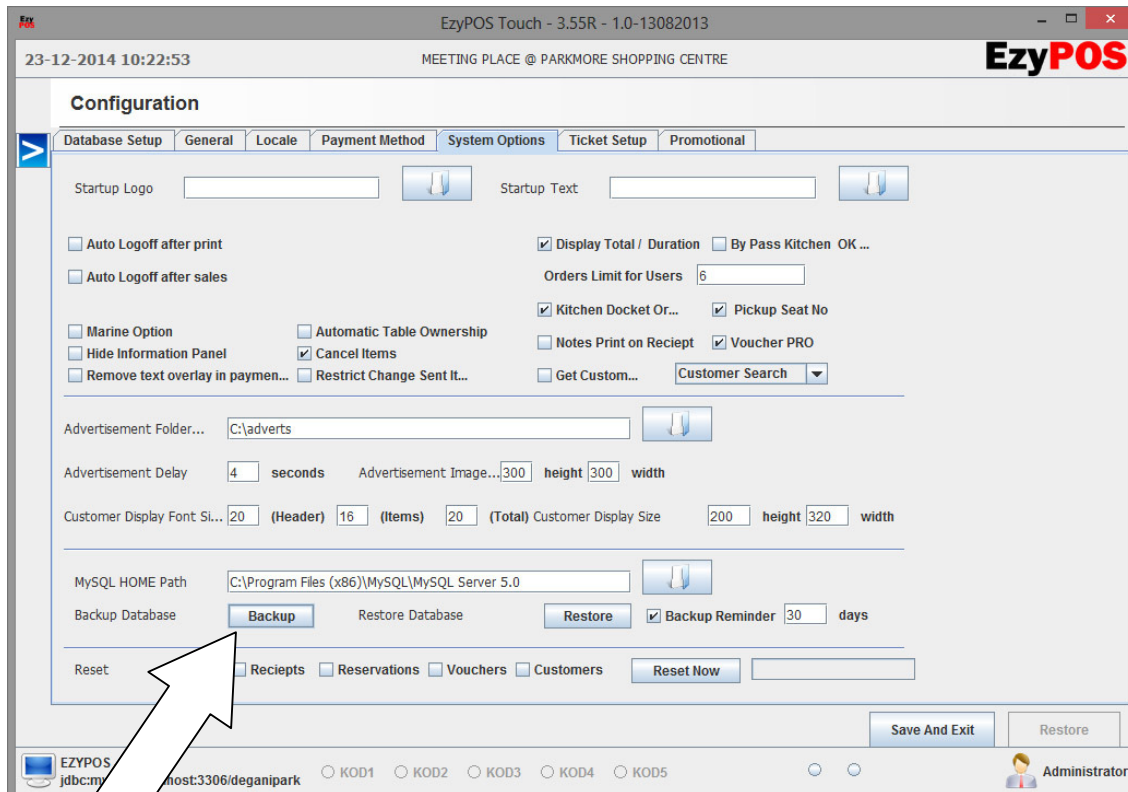 Ezy POS
EzyPOS Touch - 3.55R - 1.0-13082013
23-12-2014 10:22:53 MEETING PLACE @ PARKMORE SHOPPING CENTRE EzyPOS
Configuration
> Database Setup General Locale Payment Method System Options Ticket Setup Promotional
Startup Logo Startup Text
Auto Logoff after print Display Total / Duration By Pass Kitchen OK ...
Auto Logoff after sales Orders Limit for Users 6
Kitchen Docket Or... Pickup Seat No
Marine Option Automatic Table Ownership
Notes Print on Reciept Voucher PRO
Hide Information Panel Cancel Items
Remove text overlay in paymen... Restrict Change Sent It... Get Custom... Customer Search
Advertisement Folder... C:\adverts
Advertisement Delay 4 seconds Advertisement Image... 300 height 300 width
Customer Display Font Si... 20 (Header) 16 (Items) 20 (Total) Customer Display Size 200 height 320 width
MySQL HOME Path C:\Program Files (x86)\MySQL\MySQL Server 5.0
Backup Database Backup Restore Database Restore Backup Reminder 30 days
Reset Reciepts Reservations Vouchers Customers Reset Now
Save And Exit Restore
EZYPOS KOD1 KOD2 KOD3 KOD4 KOD5 Administrator
jdbc:my host:3306/deganipark